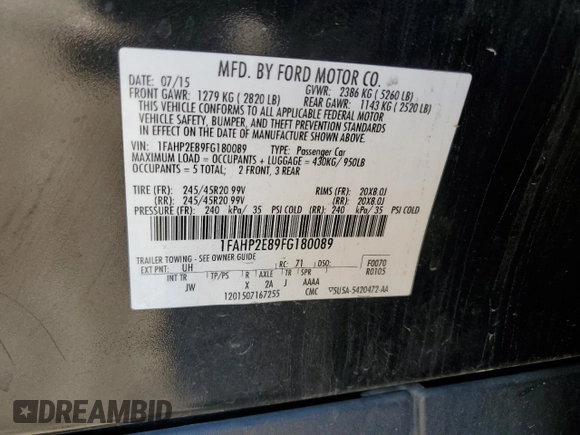 MFD. BY FORD MOTOR CO.
DATE: 07/15 GVWR: 2386 KG ( 5260 LB)
FRONT GAWR: 1279 KG ( 2820 LB) REAR GAWR: 1143 KG ( 2520 LB)
THIS VEHICLE CONFORMS TO ALL APPLICABLE FEDERAL MOTOR
VEHICLE SAFETY, BUMPER, AND THEFT PREVENTION STANDARDS
IN EFFECT ON THE DATE OF MANUFACTURE SHOWN ABOVE.
VIN: 1FAHP2E89FG180089 TYPE: Passenger Car
MAXIMUM LOAD = OCCUPANTS + LUGGAGE = 430KG/ 950LB
OCCUPANTS = 5 TOTAL; 2 FRONT, 3 REAR
TIRE (FR): 245/45R20 99V RIMS (FR): 20X8.0J
(RR): 245/45R20 99V (RR): 20X8.0J
PRESSURE (FR): 240 kPa/ 35 PSI COLD (RR): 240 kPa/ 35 PSI COLD
1FAHP2E89FG180089
TRAILER TOWING - SEE OWNER GUIDE
EXT PNT: UH RC: 71 DSO: F0070
R0105
INT TR TP/PS R AXLE TR SPR
JW X 2A J AAAA
1201507167255 CMC 5U5A-5420472-AA
DREAMBID